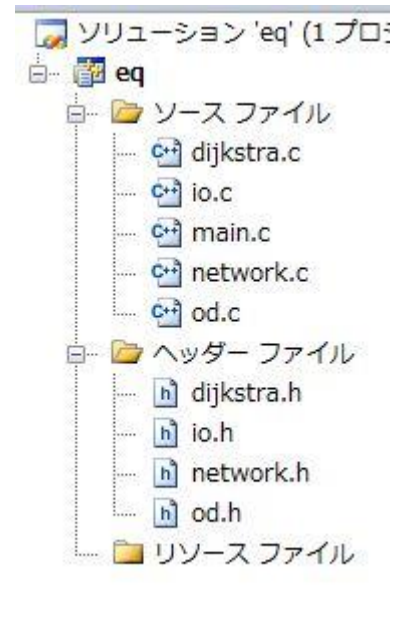 ソリューション 'eq' (1 プロ
eq
ソース ファイル
dijkstra.c
io.c
main.c
network.c
od.c
ヘッダー ファイル
dijkstra.h
io.h
network.h
od.h
リソース ファイル